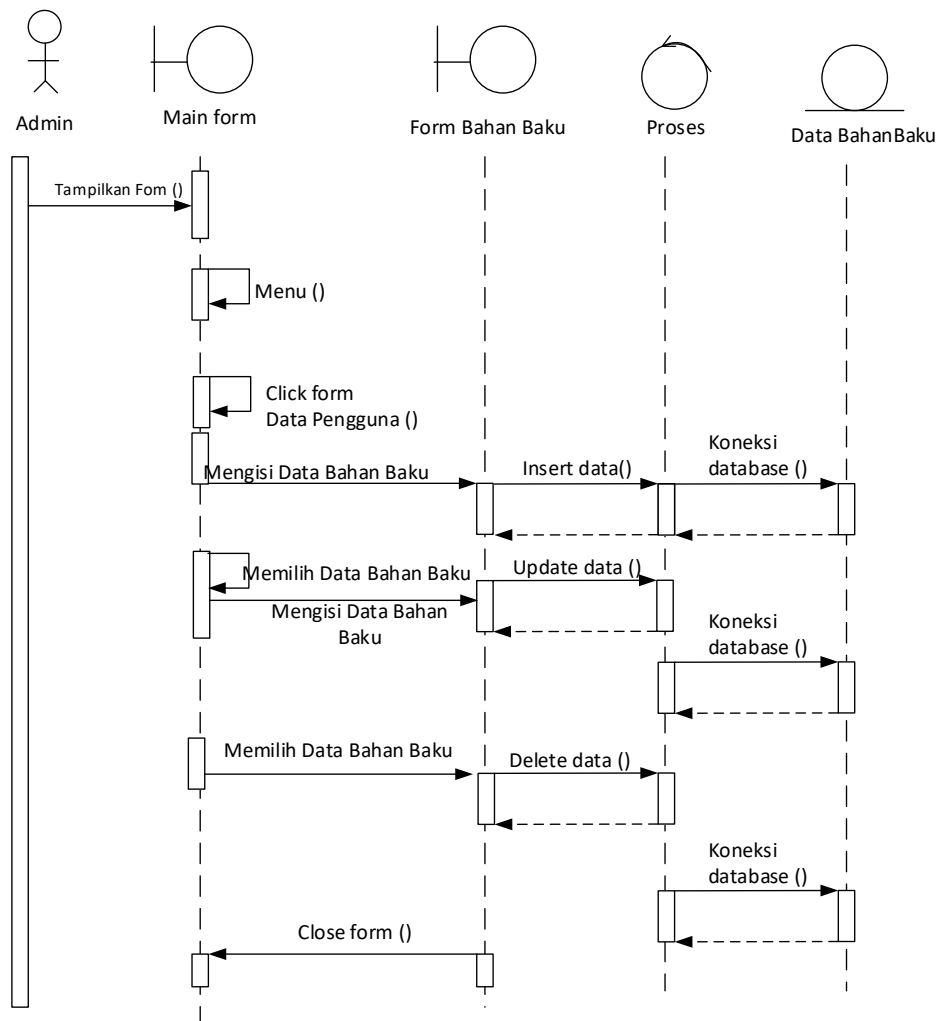 Admin
Main form
Form Bahan Baku
Proses
Data BahanBaku
Tampilkan Fom ()
Menu ()
Click form
Data Pengguna ()
Mengisi Data Bahan Baku
Insert data()
Koneksi
database ()
Memilih Data Bahan Baku
Update data ()
Mengisi Data Bahan
Baku
Koneksi
database ()
Memilih Data Bahan Baku
Delete data ()
Koneksi
database ()
Close form ()